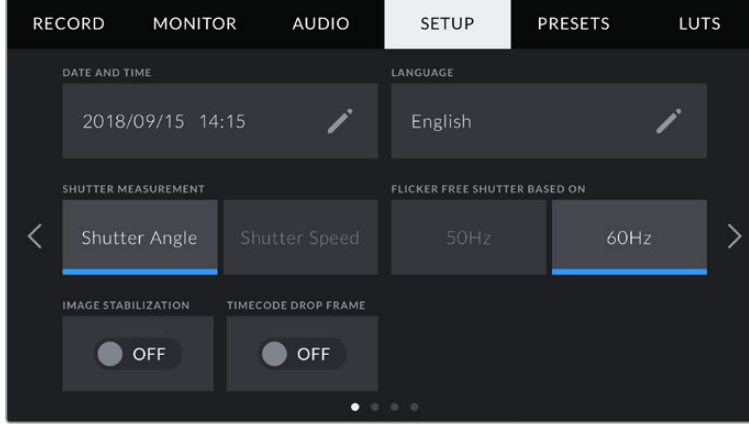 RECORD MONITOR AUDIO SETUP PRESETS LUTS
DATE AND TIME LANGUAGE
2018/09/15 14:15 English
SHUTTER MEASUREMENT FLICKER FREE SHUTTER BASED ON
Shutter Angle Shutter Speed 50Hz 60Hz
IMAGE STABILIZATION TIMECODE DROP FRAME
OFF OFF